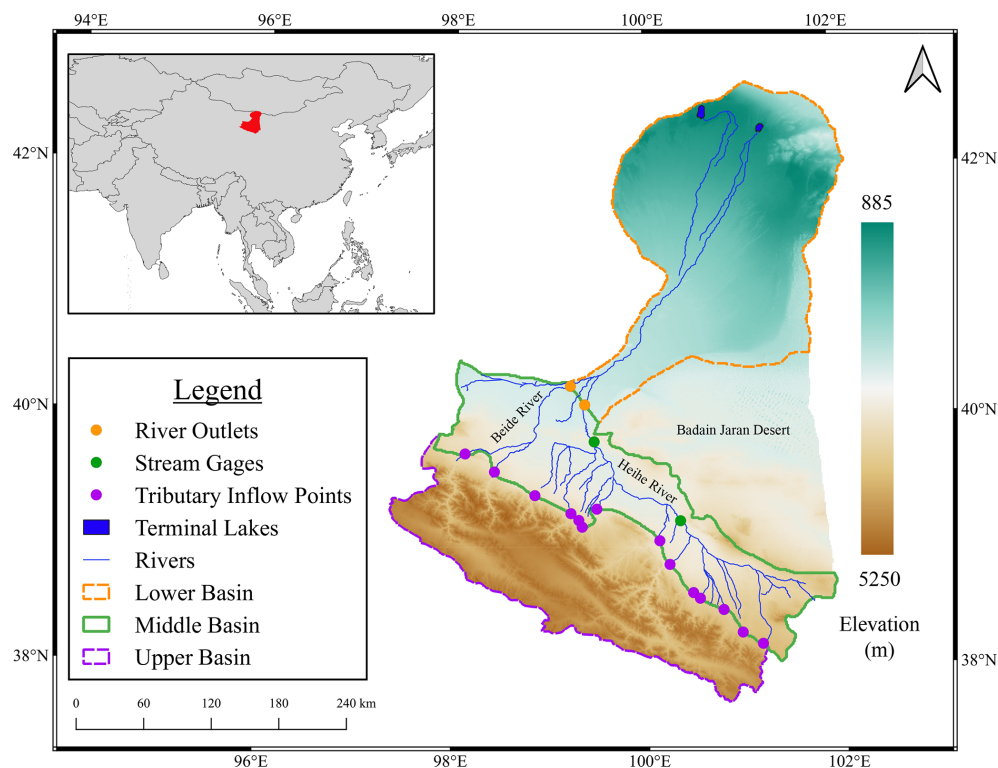 94°E
96°E
98°E
100°E
102°E
42°N
42°N
885
40°N
40°N
Beide River
Badain Jaran Desert
Heihe River
5250
Elevation
(m)
Legend
River Outlets
Stream Gages
Tributary Inflow Points
Terminal Lakes
Rivers
Lower Basin
Middle Basin
Upper Basin
38°N
38°N
0 60 120 180 240 km
96°E
98°E
100°E
102°E